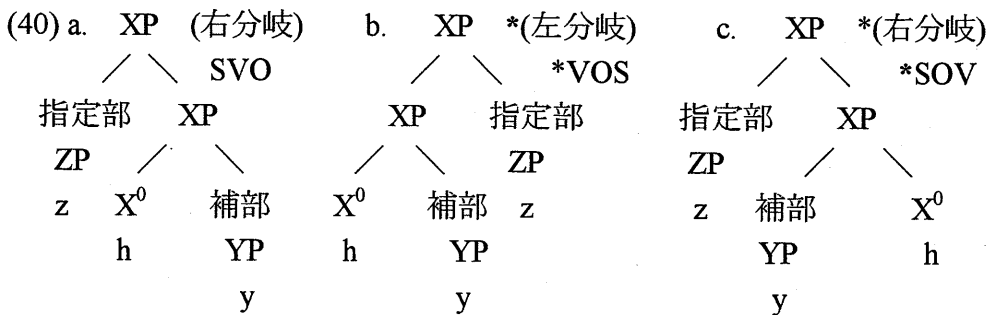 (40) a. XP (右分岐) b. XP *(左分岐) c. XP *(右分岐)
SVO *VOS *SOV
指定部 XP XP 指定部 指定部 XP
ZP ZP ZP
z X⁰ 補部 X⁰ 補部 z z 補部 X⁰
h YP h YP YP h
y y y